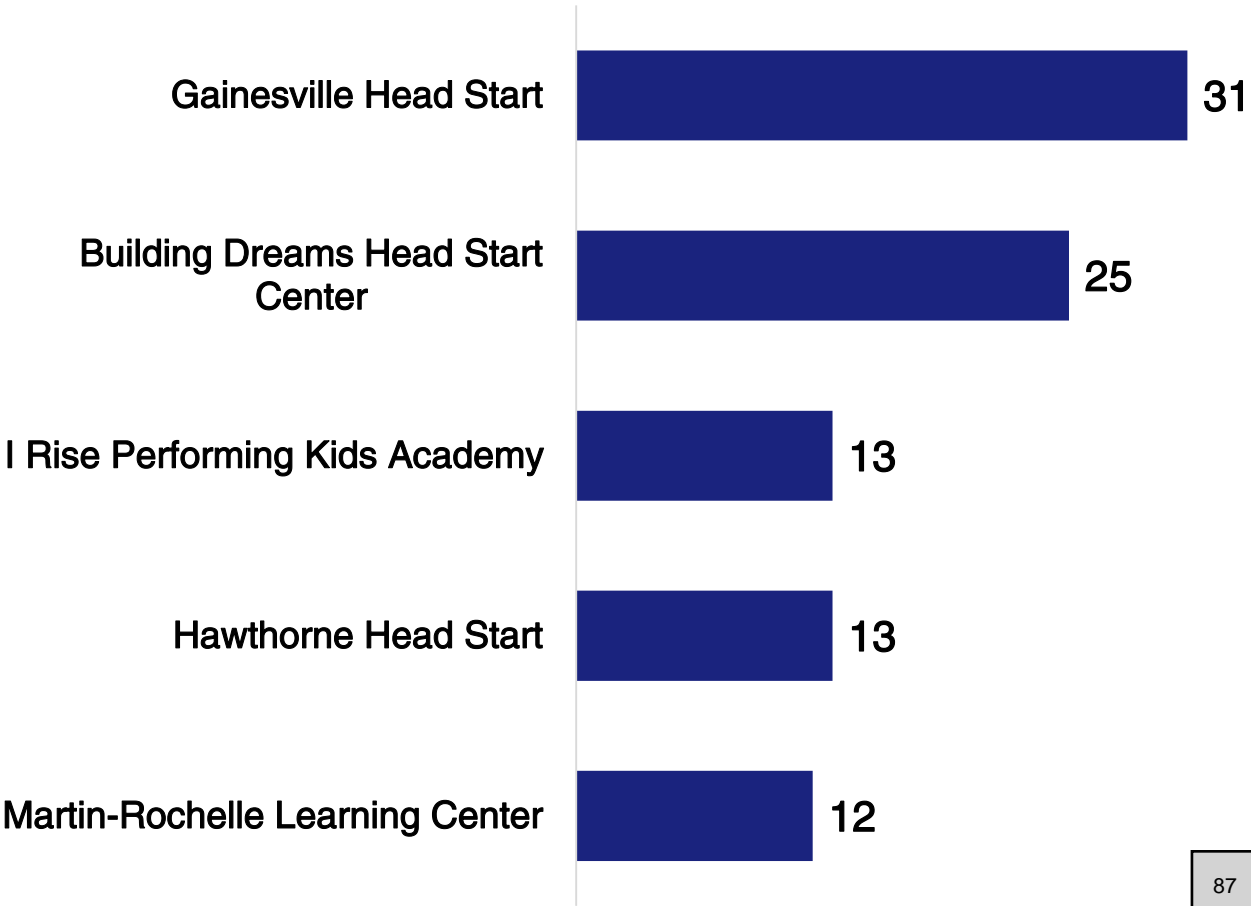 Gainesville Head Start
31
Building Dreams Head Start
Center
25
I Rise Performing Kids Academy
13
Hawthorne Head Start
13
Martin-Rochelle Learning Center
12
87